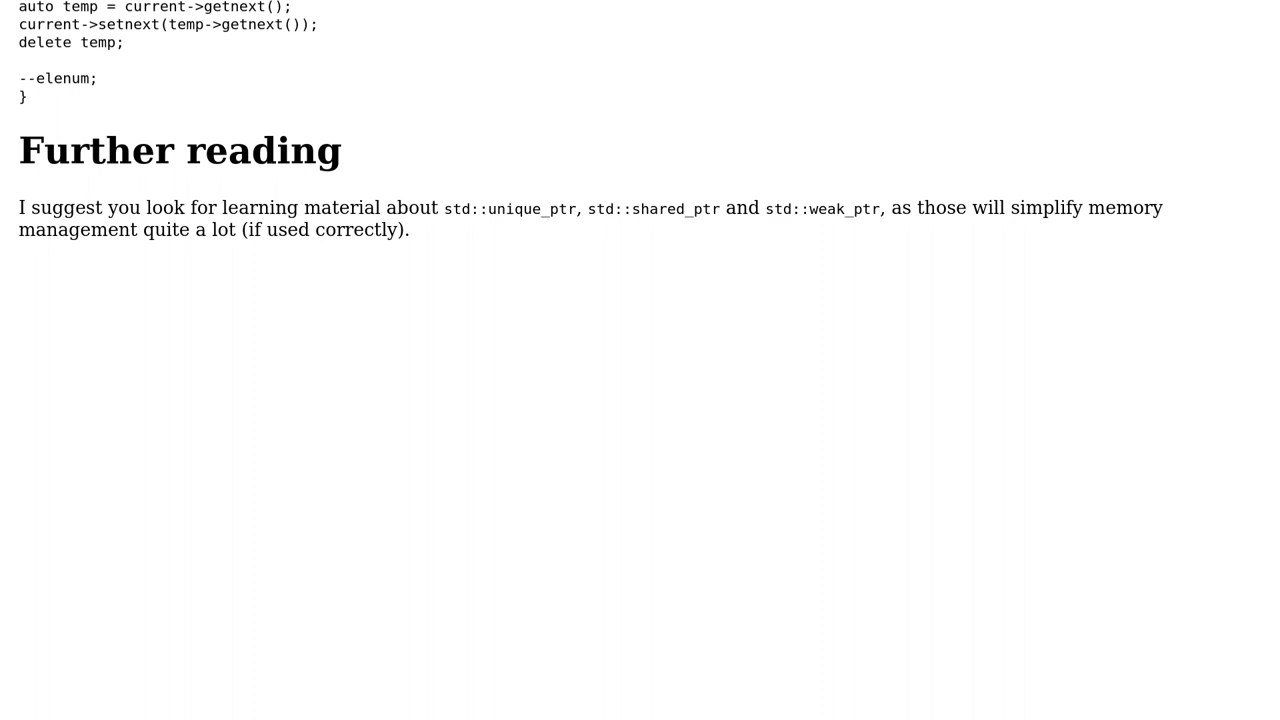 auto temp = current->getnext();
current->setnext(temp->getnext());
delete temp;
--elenum;
}
Further reading
I suggest you look for learning material about std::unique_ptr, std::shared_ptr and std::weak_ptr, as those will simplify memory
management quite a lot (if used correctly).